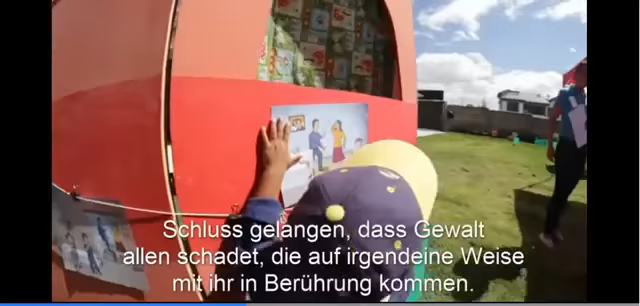 Schluss gelangen, dass Gewalt
allen schadet, die auf irgendeine Weise
mit ihr in Berührung kommen.